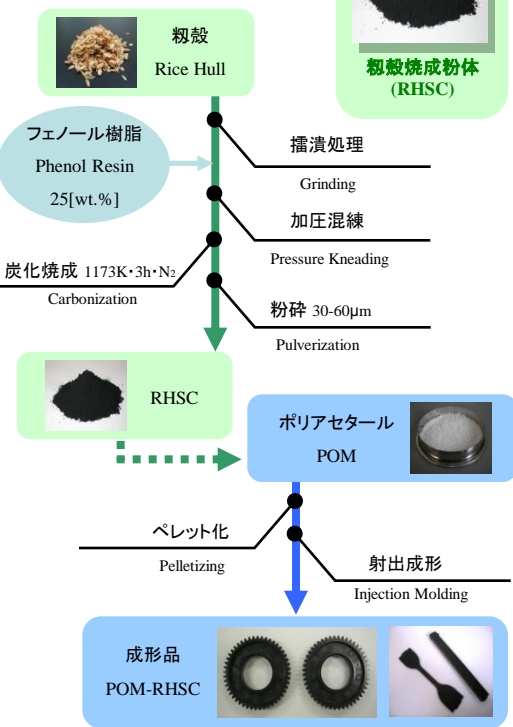 籾殻
Rice Hull
籾殻焼成粉体
(RHSC)
フェノール樹脂
Phenol Resin
25[wt.%]
擂潰処理
Grinding
加圧混練
Pressure Kneading
炭化焼成 1173K・3h・N₂
Carbonization
粉砕 30-60μm
Pulverization
RHSC
ポリアセタール
POM
ペレット化
Pelletizing
射出成形
Injection Molding
成形品
POM-RHSC